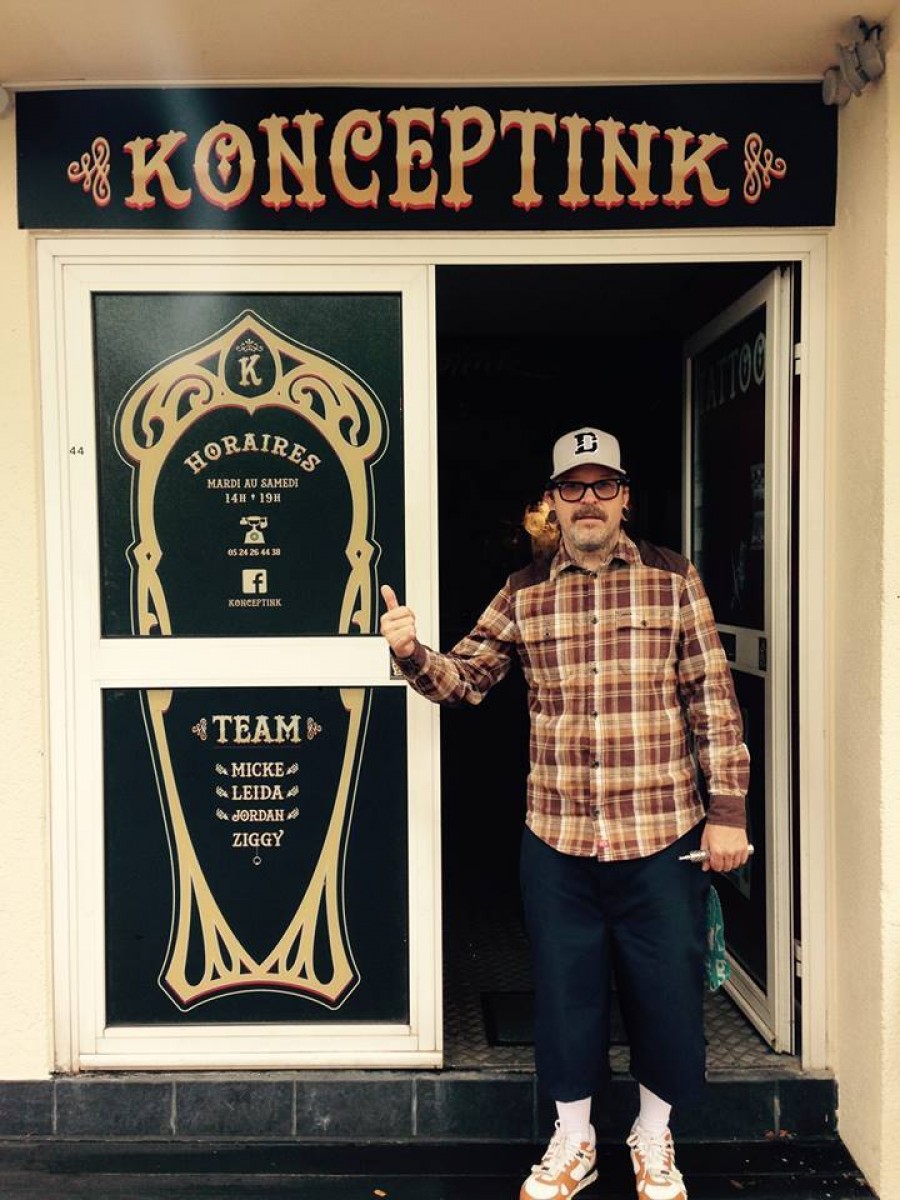 KONCEPTINK
44
K
HORAIRES
MARDI AU SAMEDI
14H 19H
05 24 26 44 38
f
KONCEPTINK
TEAM
MICKE
LEIDA
JORDAN
ZIGGY
TATTOO
B